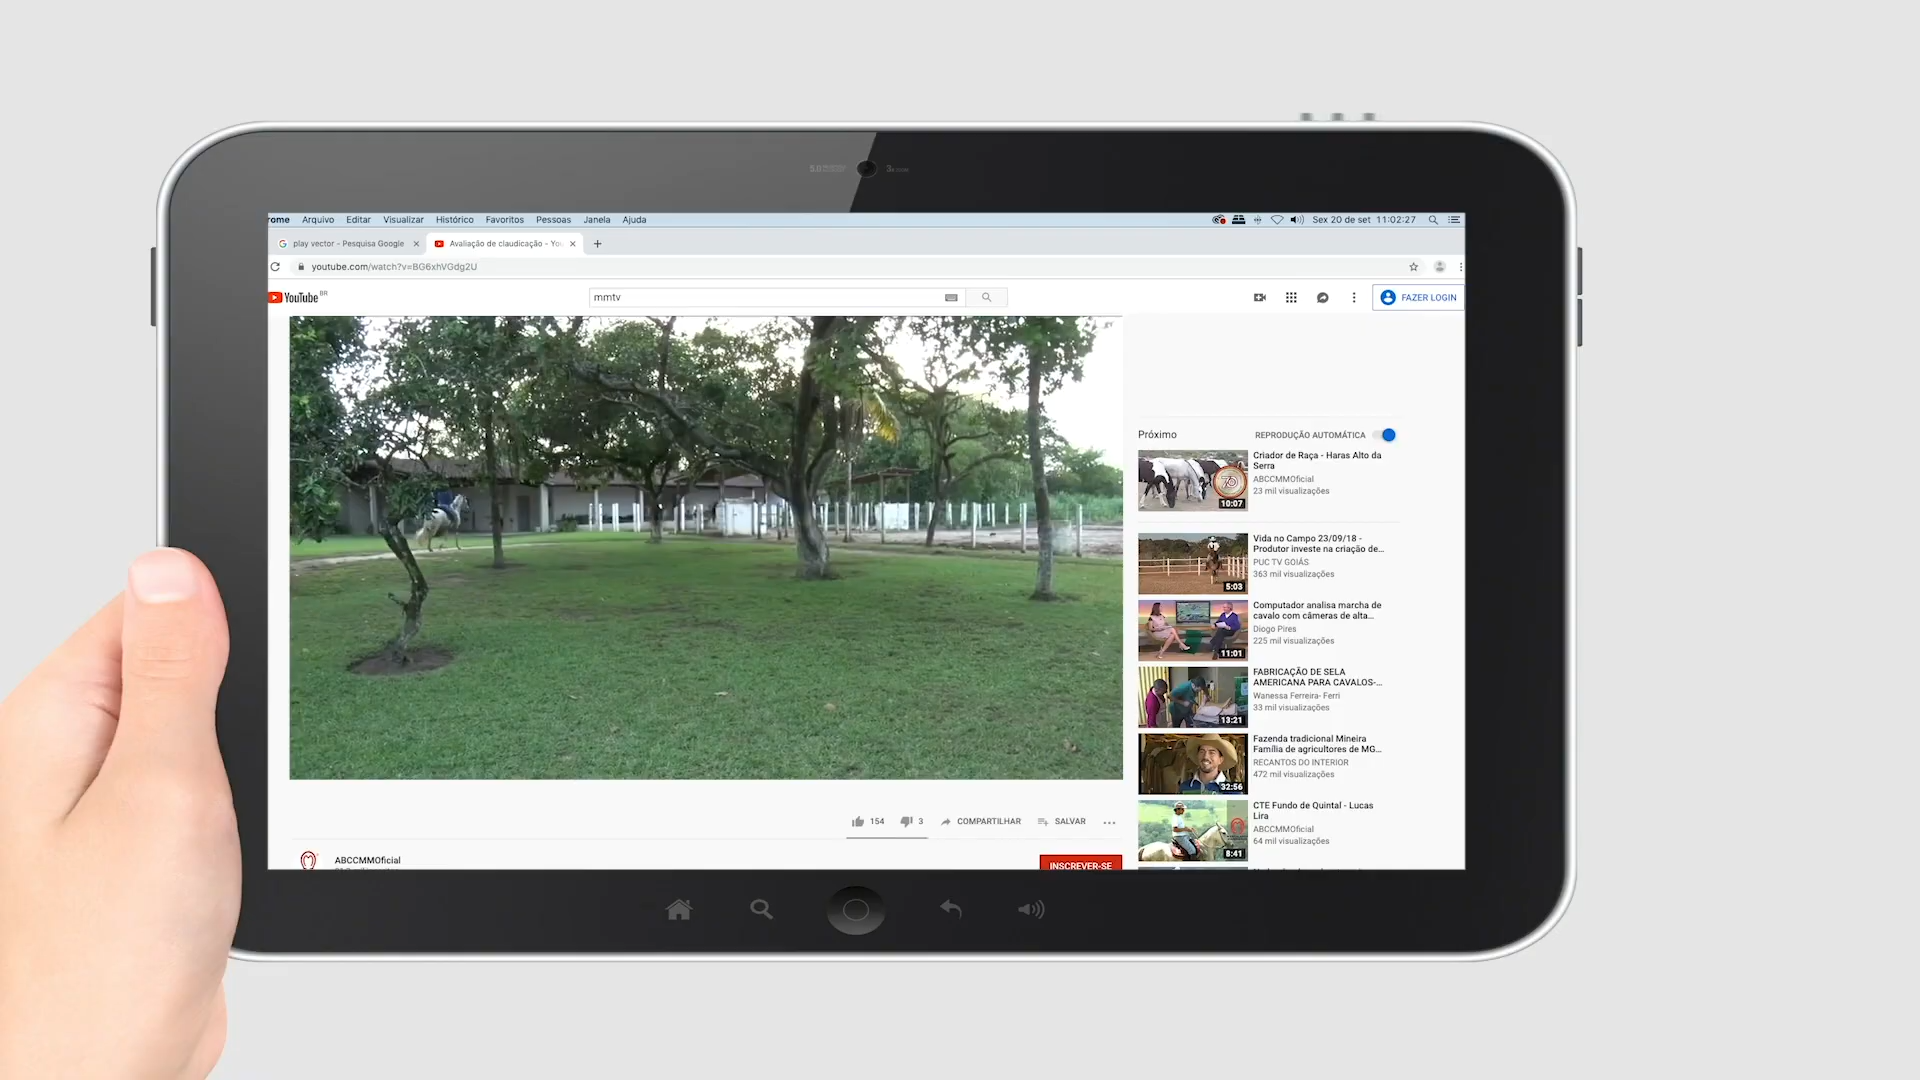 rome Arquivo Editar Visualizar Histórico Favoritos Pessoas Janela Ajuda Sex 20 de set 11:02:27
play vector - Pesquisa Google Avaliação de claudicação - You
youtube.com/watch?v=BG6xhVGdg2U
YouTube BR mmtv FAZER LOGIN
Próximo REPRODUÇÃO AUTOMÁTICA
Criador de Raça - Haras Alto da
Serra
ABCCMMOficial
23 mil visualizações
10:07
Vida no Campo 23/09/18 -
Produtor investe na criação de...
PUC TV GOIÁS
363 mil visualizações
5:03
Computador analisa marcha de
cavalo com câmeras de alta...
Diogo Pires
225 mil visualizações
11:01
FABRICAÇÃO DE SELA
AMERICANA PARA CAVALOS-...
Wanessa Ferreira- Ferri
33 mil visualizações
13:21
Fazenda tradicional Mineira
Família de agricultores de MG...
RECANTOS DO INTERIOR
472 mil visualizações
32:56
CTE Fundo de Quintal - Lucas
Lira
ABCCMMOficial
64 mil visualizações
8:41
154 3 COMPARTILHAR SALVAR
ABCCMMOficial
INSCREVER-SE